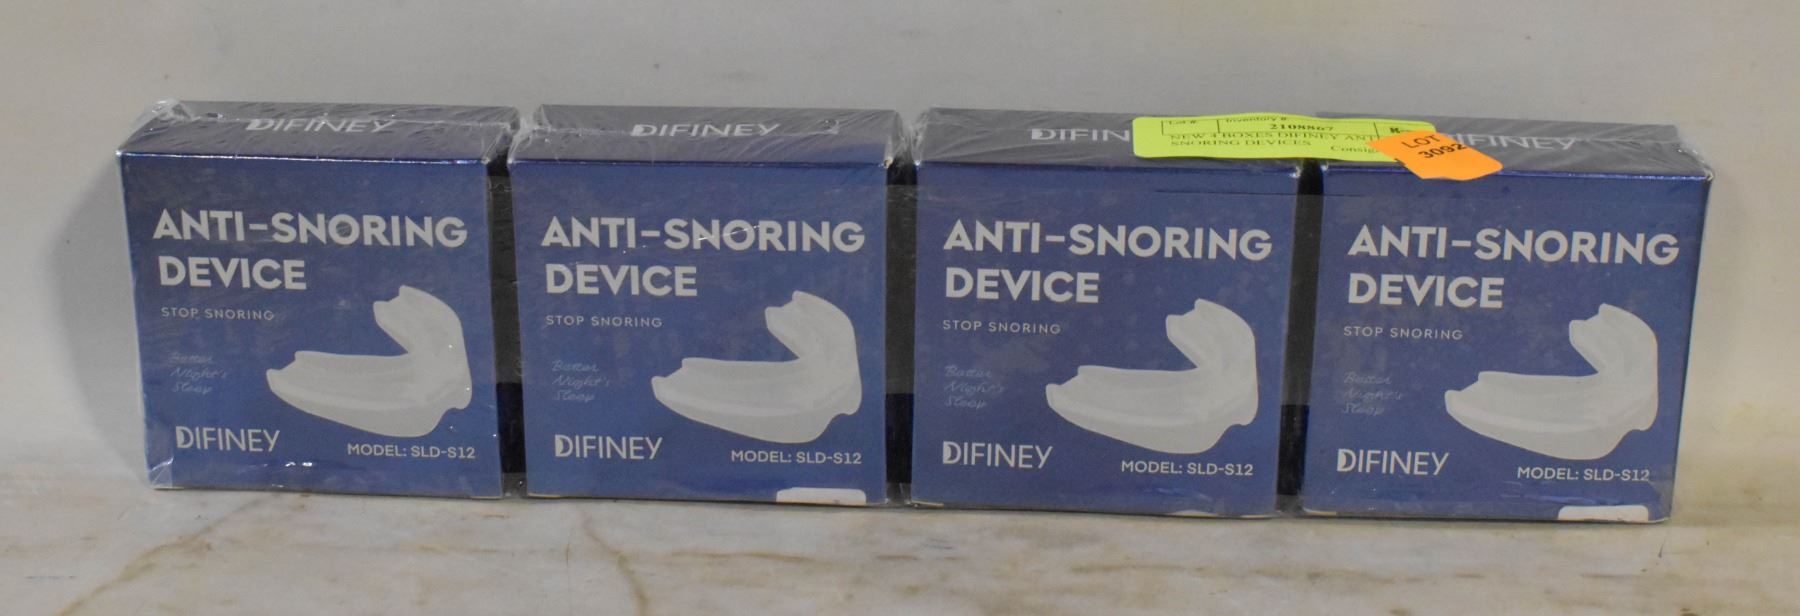 DIFINEY
ANTI-SNORING
DEVICE
STOP SNORING
Better
Night's
Sleep
DIFINEY
MODEL: SLD-S12
DIFINEY
ANTI-SNORING
DEVICE
STOP SNORING
Better
Night's
Sleep
DIFINEY
MODEL: SLD-S12
DIFIN
ANTI-SNORING
DEVICE
STOP SNORING
Better
Night's
Sleep
DIFINEY
MODEL: SLD-S12
Lot # Inventory #
2108867
NEW 4 BOXES DIFINEY ANTI
SNORING DEVICES
LOT
3092
DIFINEY
ANTI-SNORING
DEVICE
STOP SNORING
Better
Night's
Sleep
DIFINEY
MODEL: SLD-S12